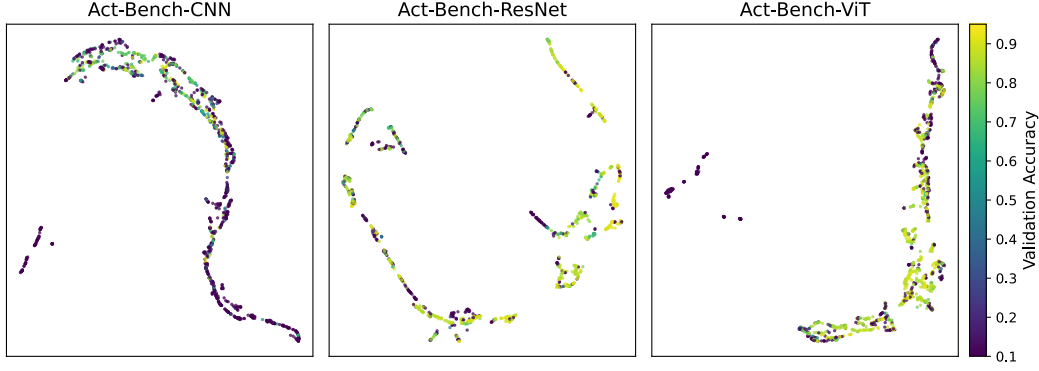 Act-Bench-CNN
Act-Bench-ResNet
Act-Bench-ViT
0.9
0.8
0.7
0.6
0.5
0.4
0.3
0.2
0.1
Validation Accuracy